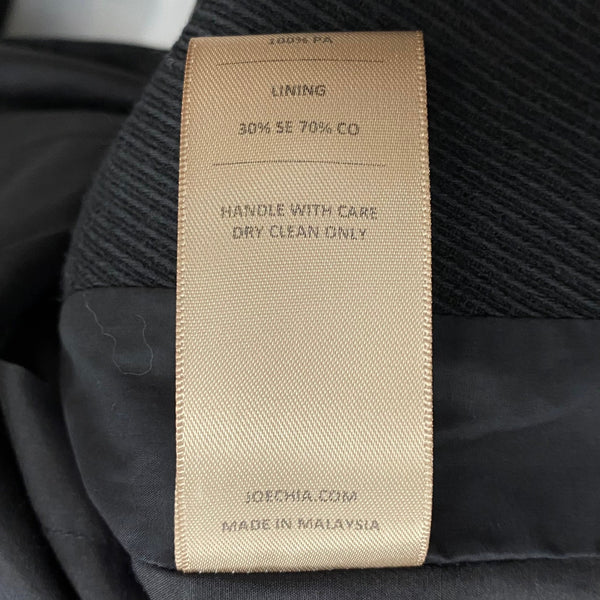 100% PA
LINING
30% SE 70% CO
HANDLE WITH CARE
DRY CLEAN ONLY
JOECHIA.COM
MADE IN MALAYSIA